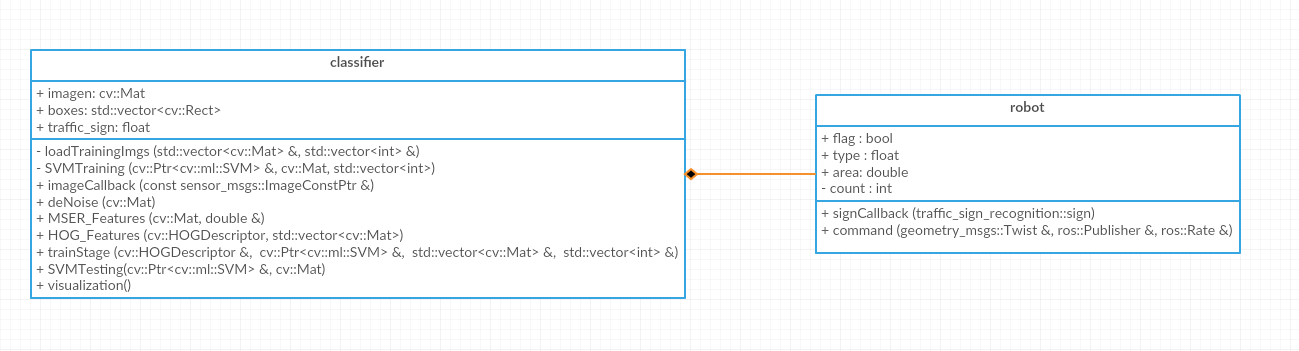 classifier
+ imagen: cv::Mat
+ boxes: std::vector<cv::Rect>
+ traffic_sign: float
- loadTrainingImgs (std::vector<cv::Mat> &, std::vector<int> &)
- SVMTraining (cv::Ptr<cv::ml::SVM> &, cv::Mat, std::vector<int>)
+ imageCallback (const sensor_msgs::ImageConstPtr &)
+ deNoise (cv::Mat)
+ MSER_Features (cv::Mat, double &)
+ HOG_Features (cv::HOGDescriptor, std::vector<cv::Mat>)
+ trainStage (cv::HOGDescriptor &, cv::Ptr<cv::ml::SVM> &, std::vector<cv::Mat> &, std::vector<int> &)
+ SVMTesting(cv::Ptr<cv::ml::SVM> &, cv::Mat)
+ visualization()
robot
+ flag : bool
+ type : float
+ area: double
- count : int
+ signCallback (traffic_sign_recognition::sign)
+ command (geometry_msgs::Twist &, ros::Publisher &, ros::Rate &)